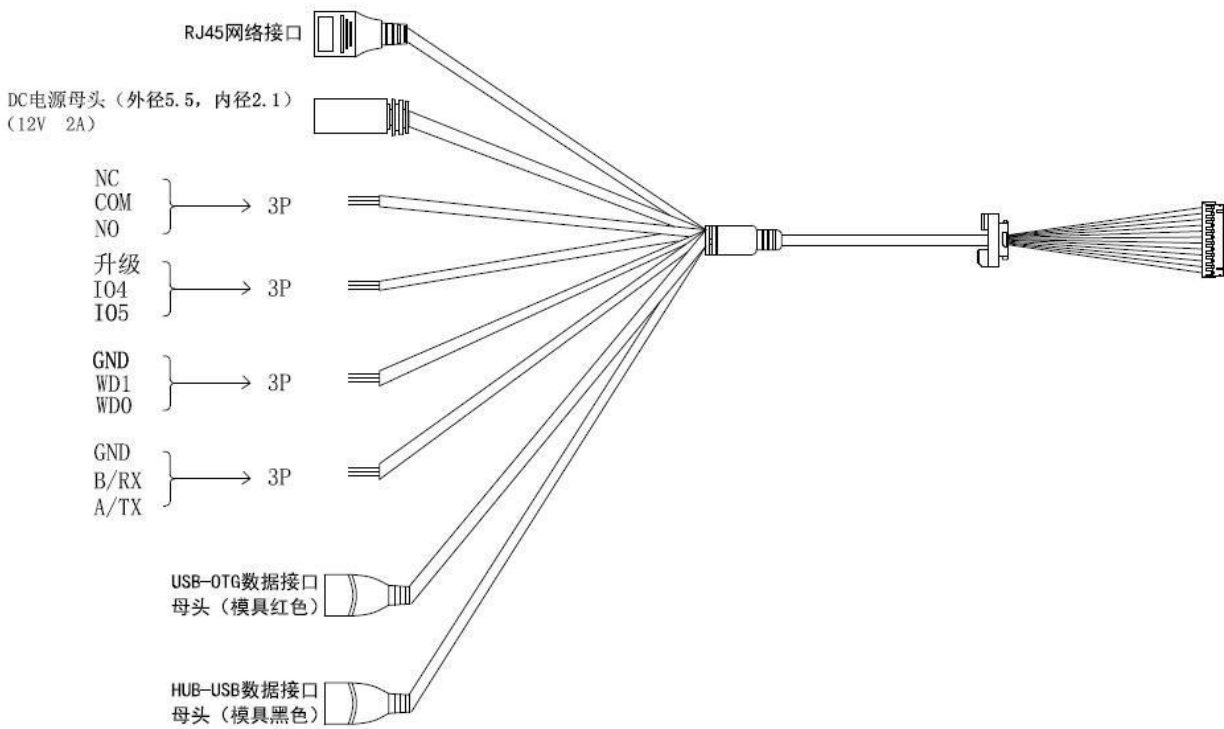 RJ45网络接口
DC电源母头（外径5.5，内径2.1）
（12V 2A）
NC
COM
NO
3P
升级
IO4
IO5
3P
GND
WD1
WD0
3P
GND
B/RX
A/TX
3P
USB-OTG数据接口
母头（模具红色）
HUB-USB数据接口
母头（模具黑色）